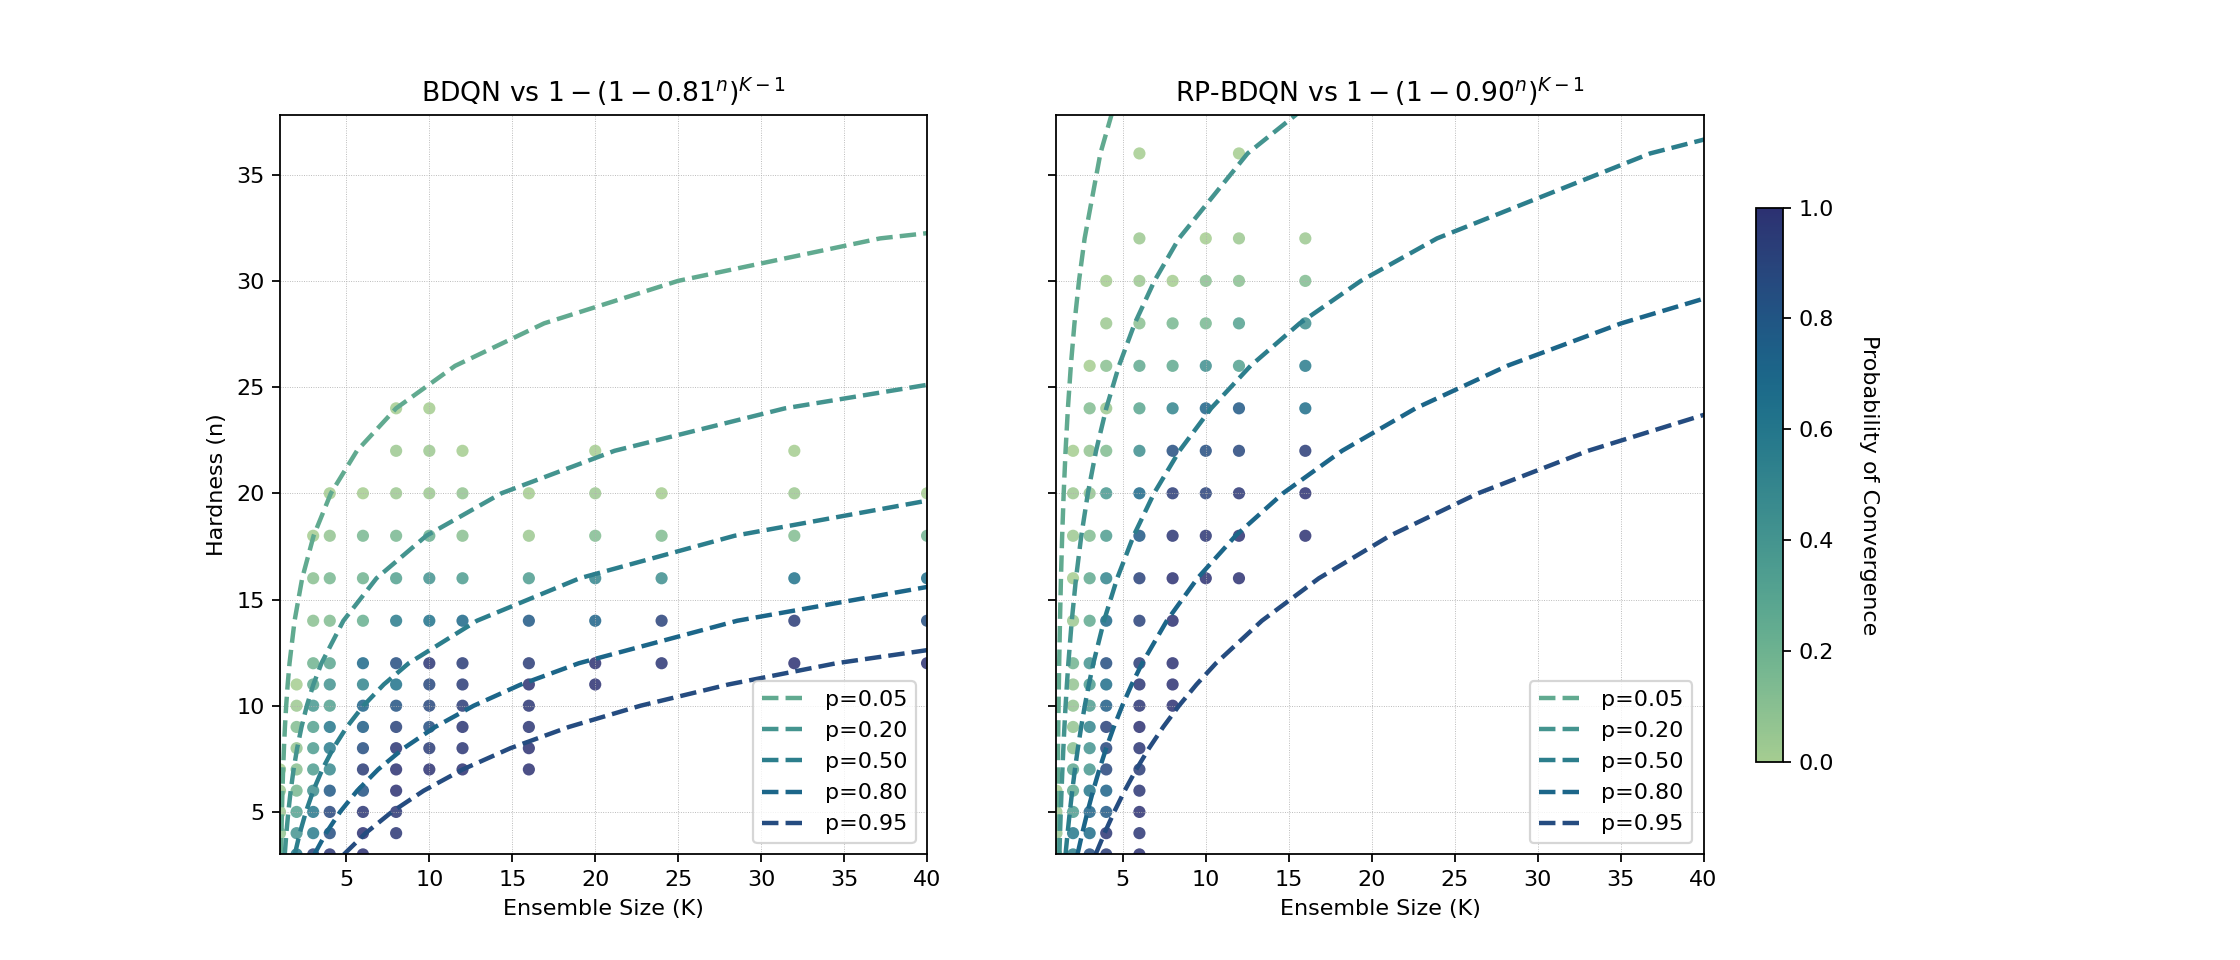 BDQN vs 1 − (1 − 0.81ⁿ)ᴷ⁻¹
35
30
25
20
15
10
5
Hardness (n)
5 10 15 20 25 30 35 40
Ensemble Size (K)
p=0.05
p=0.20
p=0.50
p=0.80
p=0.95
RP-BDQN vs 1 − (1 − 0.90ⁿ)ᴷ⁻¹
5 10 15 20 25 30 35 40
Ensemble Size (K)
p=0.05
p=0.20
p=0.50
p=0.80
p=0.95
1.0
0.8
0.6
0.4
0.2
0.0
Probability of Convergence